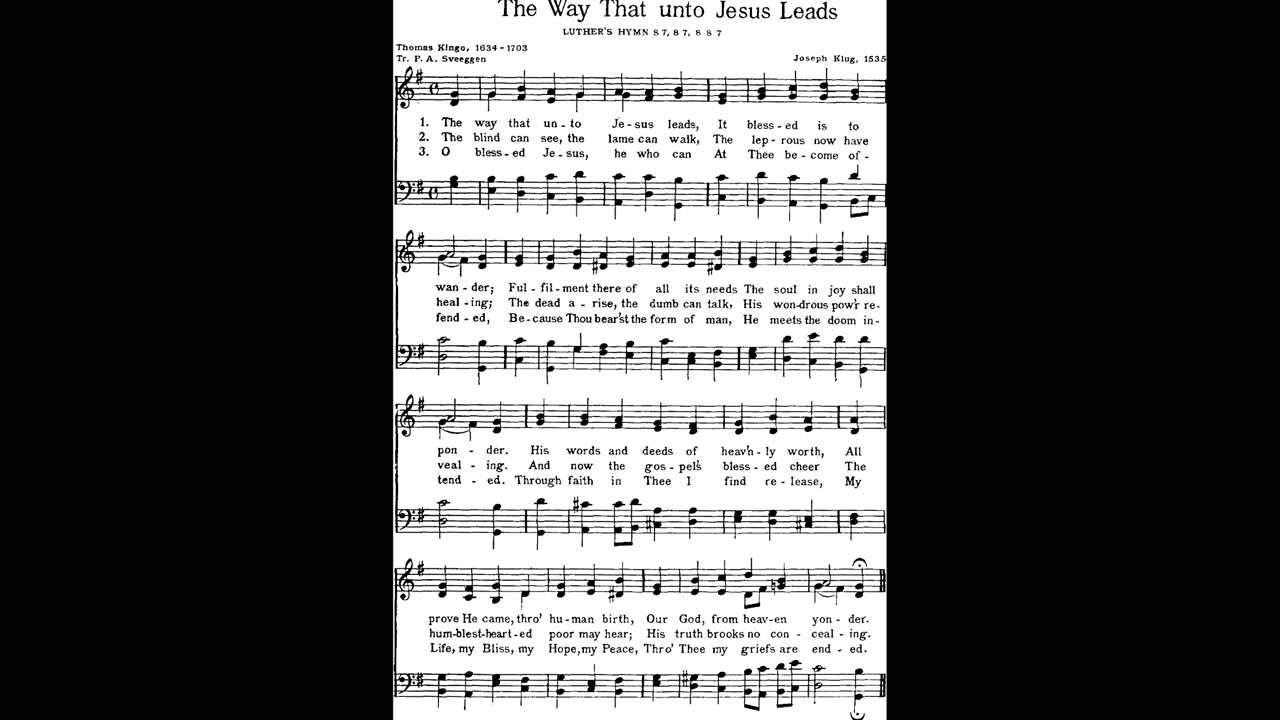 The Way That unto Jesus Leads
LUTHER'S HYMN 8 7, 8 7, 8 8 7
Thomas Kingo, 1634-1703
Tr. P. A. Sveeggen
Joseph Klug, 1535
1. The way that un-to Je-sus leads, It bless-ed is to
2. The blind can see, the lame can walk, The lep-rous now have
3. O bless-ed Je-sus, he who can At Thee be-come of-
wan-der; Ful-fil-ment there of all its needs The soul in joy shall
heal-ing; The dead a-rise, the dumb can talk, His won-drous pow'r re-
fend-ed, Be-cause Thou bear'st the form of man, He meets the doom in-
pon-der. His words and deeds of heav'n-ly worth, All
veal-ing. And now the gos-pel's bless-ed cheer The
tend-ed. Through faith in Thee I find re-lease, My
prove He came, thro' hu-man birth, Our God, from heav-en yon-der.
hum-blest-heart-ed poor may hear; His truth brooks no con-ceal-ing.
Life, my Bliss, my Hope, my Peace, Thro' Thee my griefs are end-ed.